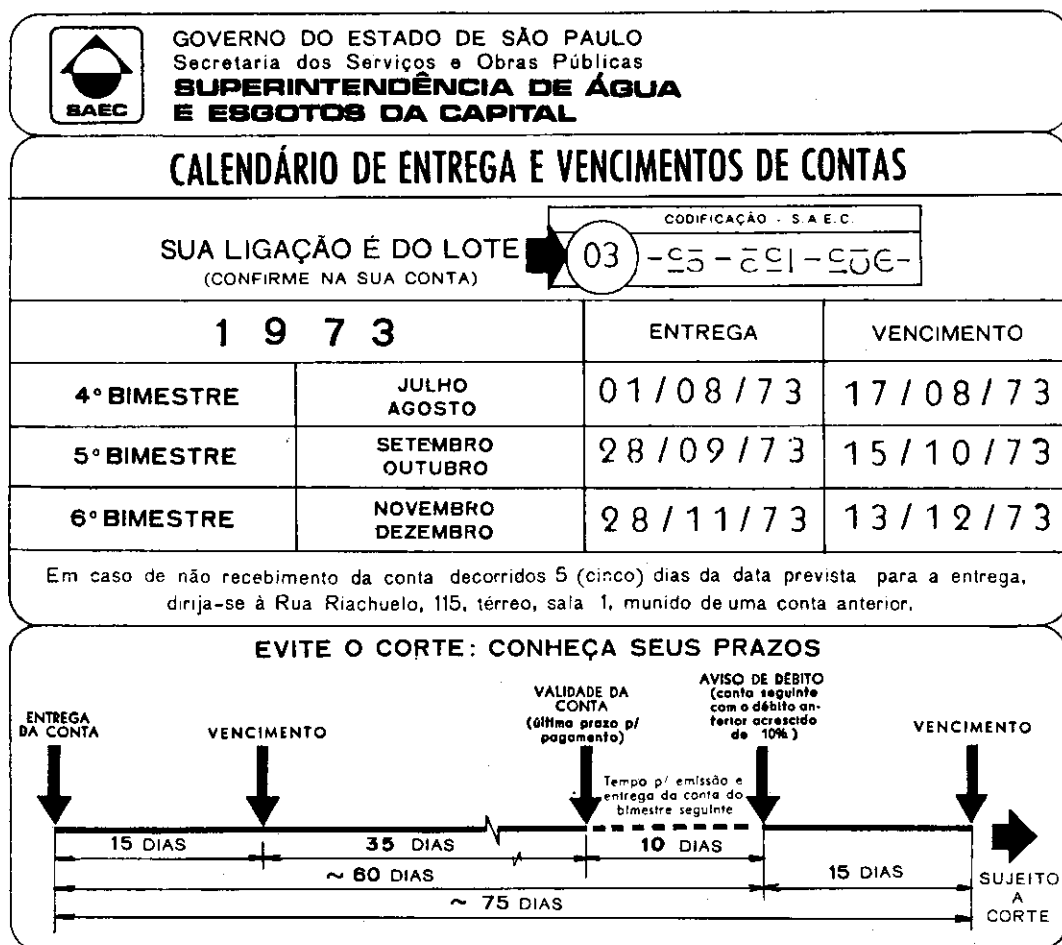 GOVERNO DO ESTADO DE SÃO PAULO
Secretaria dos Serviços e Obras Públicas
SUPERINTENDÊNCIA DE ÁGUA
E ESGOTOS DA CAPITAL
SAEC
CALENDÁRIO DE ENTREGA E VENCIMENTOS DE CONTAS
CODIFICAÇÃO - S.A.E.C.
SUA LIGAÇÃO É DO LOTE
(CONFIRME NA SUA CONTA)
03
1973 ENTREGA VENCIMENTO
4º BIMESTRE JULHO AGOSTO 01/08/73 17/08/73
5º BIMESTRE SETEMBRO OUTUBRO 28/09/73 15/10/73
6º BIMESTRE NOVEMBRO DEZEMBRO 28/11/73 13/12/73
Em caso de não recebimento da conta decorridos 5 (cinco) dias da data prevista para a entrega,
dirija-se à Rua Riachuelo, 115, térreo, sala 1, munido de uma conta anterior.
EVITE O CORTE: CONHEÇA SEUS PRAZOS
ENTREGA
DA CONTA
VENCIMENTO
VALIDADE DA
CONTA
(último prazo p/
pagamento)
AVISO DE DÉBITO
(conta seguinte
com o débito an-
terior acrescido
de 10%)
VENCIMENTO
Tempo p/ emissão e
entrega da conta do
bimestre seguinte
15 DIAS 35 DIAS 10 DIAS
~ 60 DIAS 15 DIAS
~ 75 DIAS
SUJEITO
A
CORTE